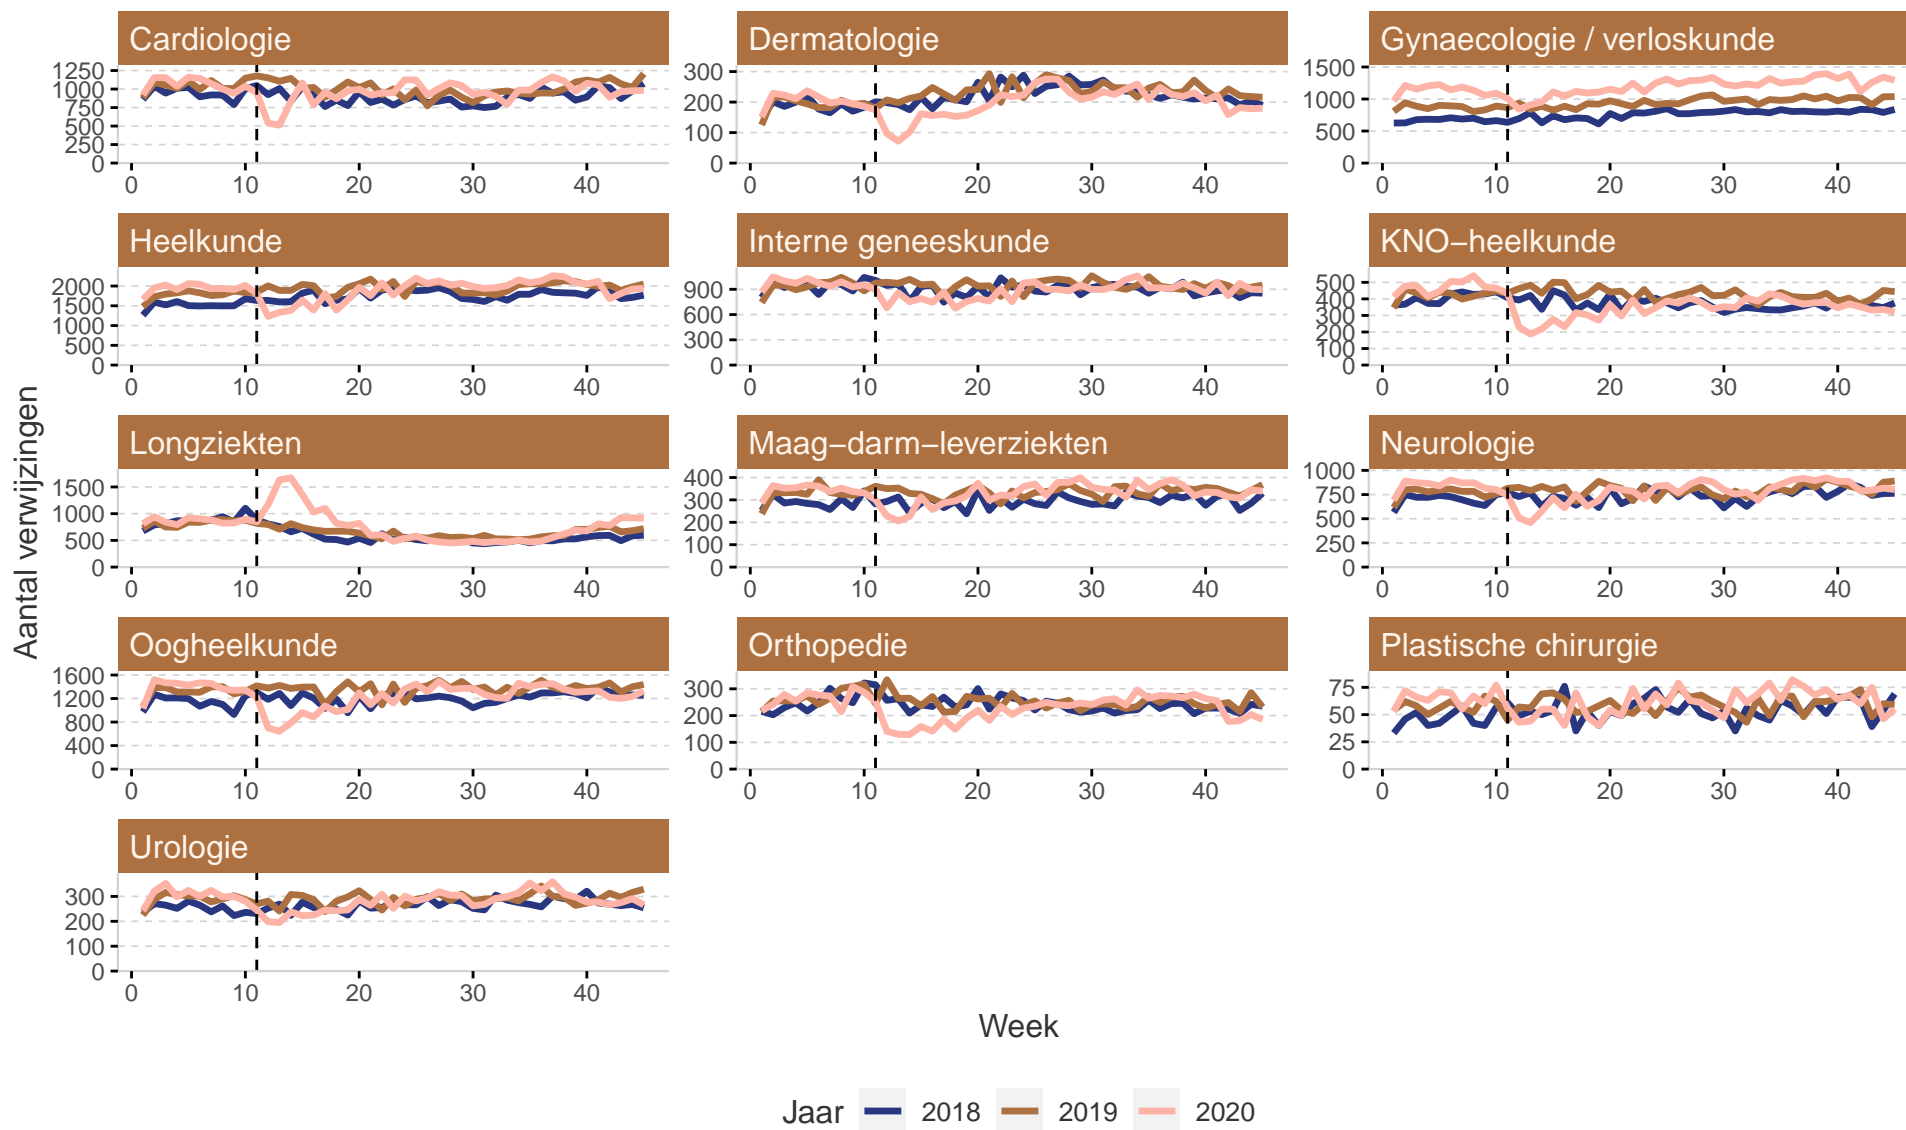 Cardiologie
Dermatologie
Gynaecologie / verloskunde
1250
1000
750
500
250
0
0 10 20 30 40
300
200
100
0
0 10 20 30 40
1500
1000
500
0
0 10 20 30 40
Heelkunde
Interne geneeskunde
KNO−heelkunde
2000
1500
1000
500
0
0 10 20 30 40
900
600
300
0
0 10 20 30 40
500
400
300
200
100
0
0 10 20 30 40
Aantal verwijzingen
Longziekten
Maag−darm−leverziekten
Neurologie
1500
1000
500
0
0 10 20 30 40
400
300
200
100
0
0 10 20 30 40
1000
750
500
250
0
0 10 20 30 40
Oogheelkunde
Orthopedie
Plastische chirurgie
1600
1200
800
400
0
0 10 20 30 40
300
200
100
0
0 10 20 30 40
75
50
25
0
0 10 20 30 40
Urologie
300
200
100
0
0 10 20 30 40
Week
Jaar 2018 2019 2020